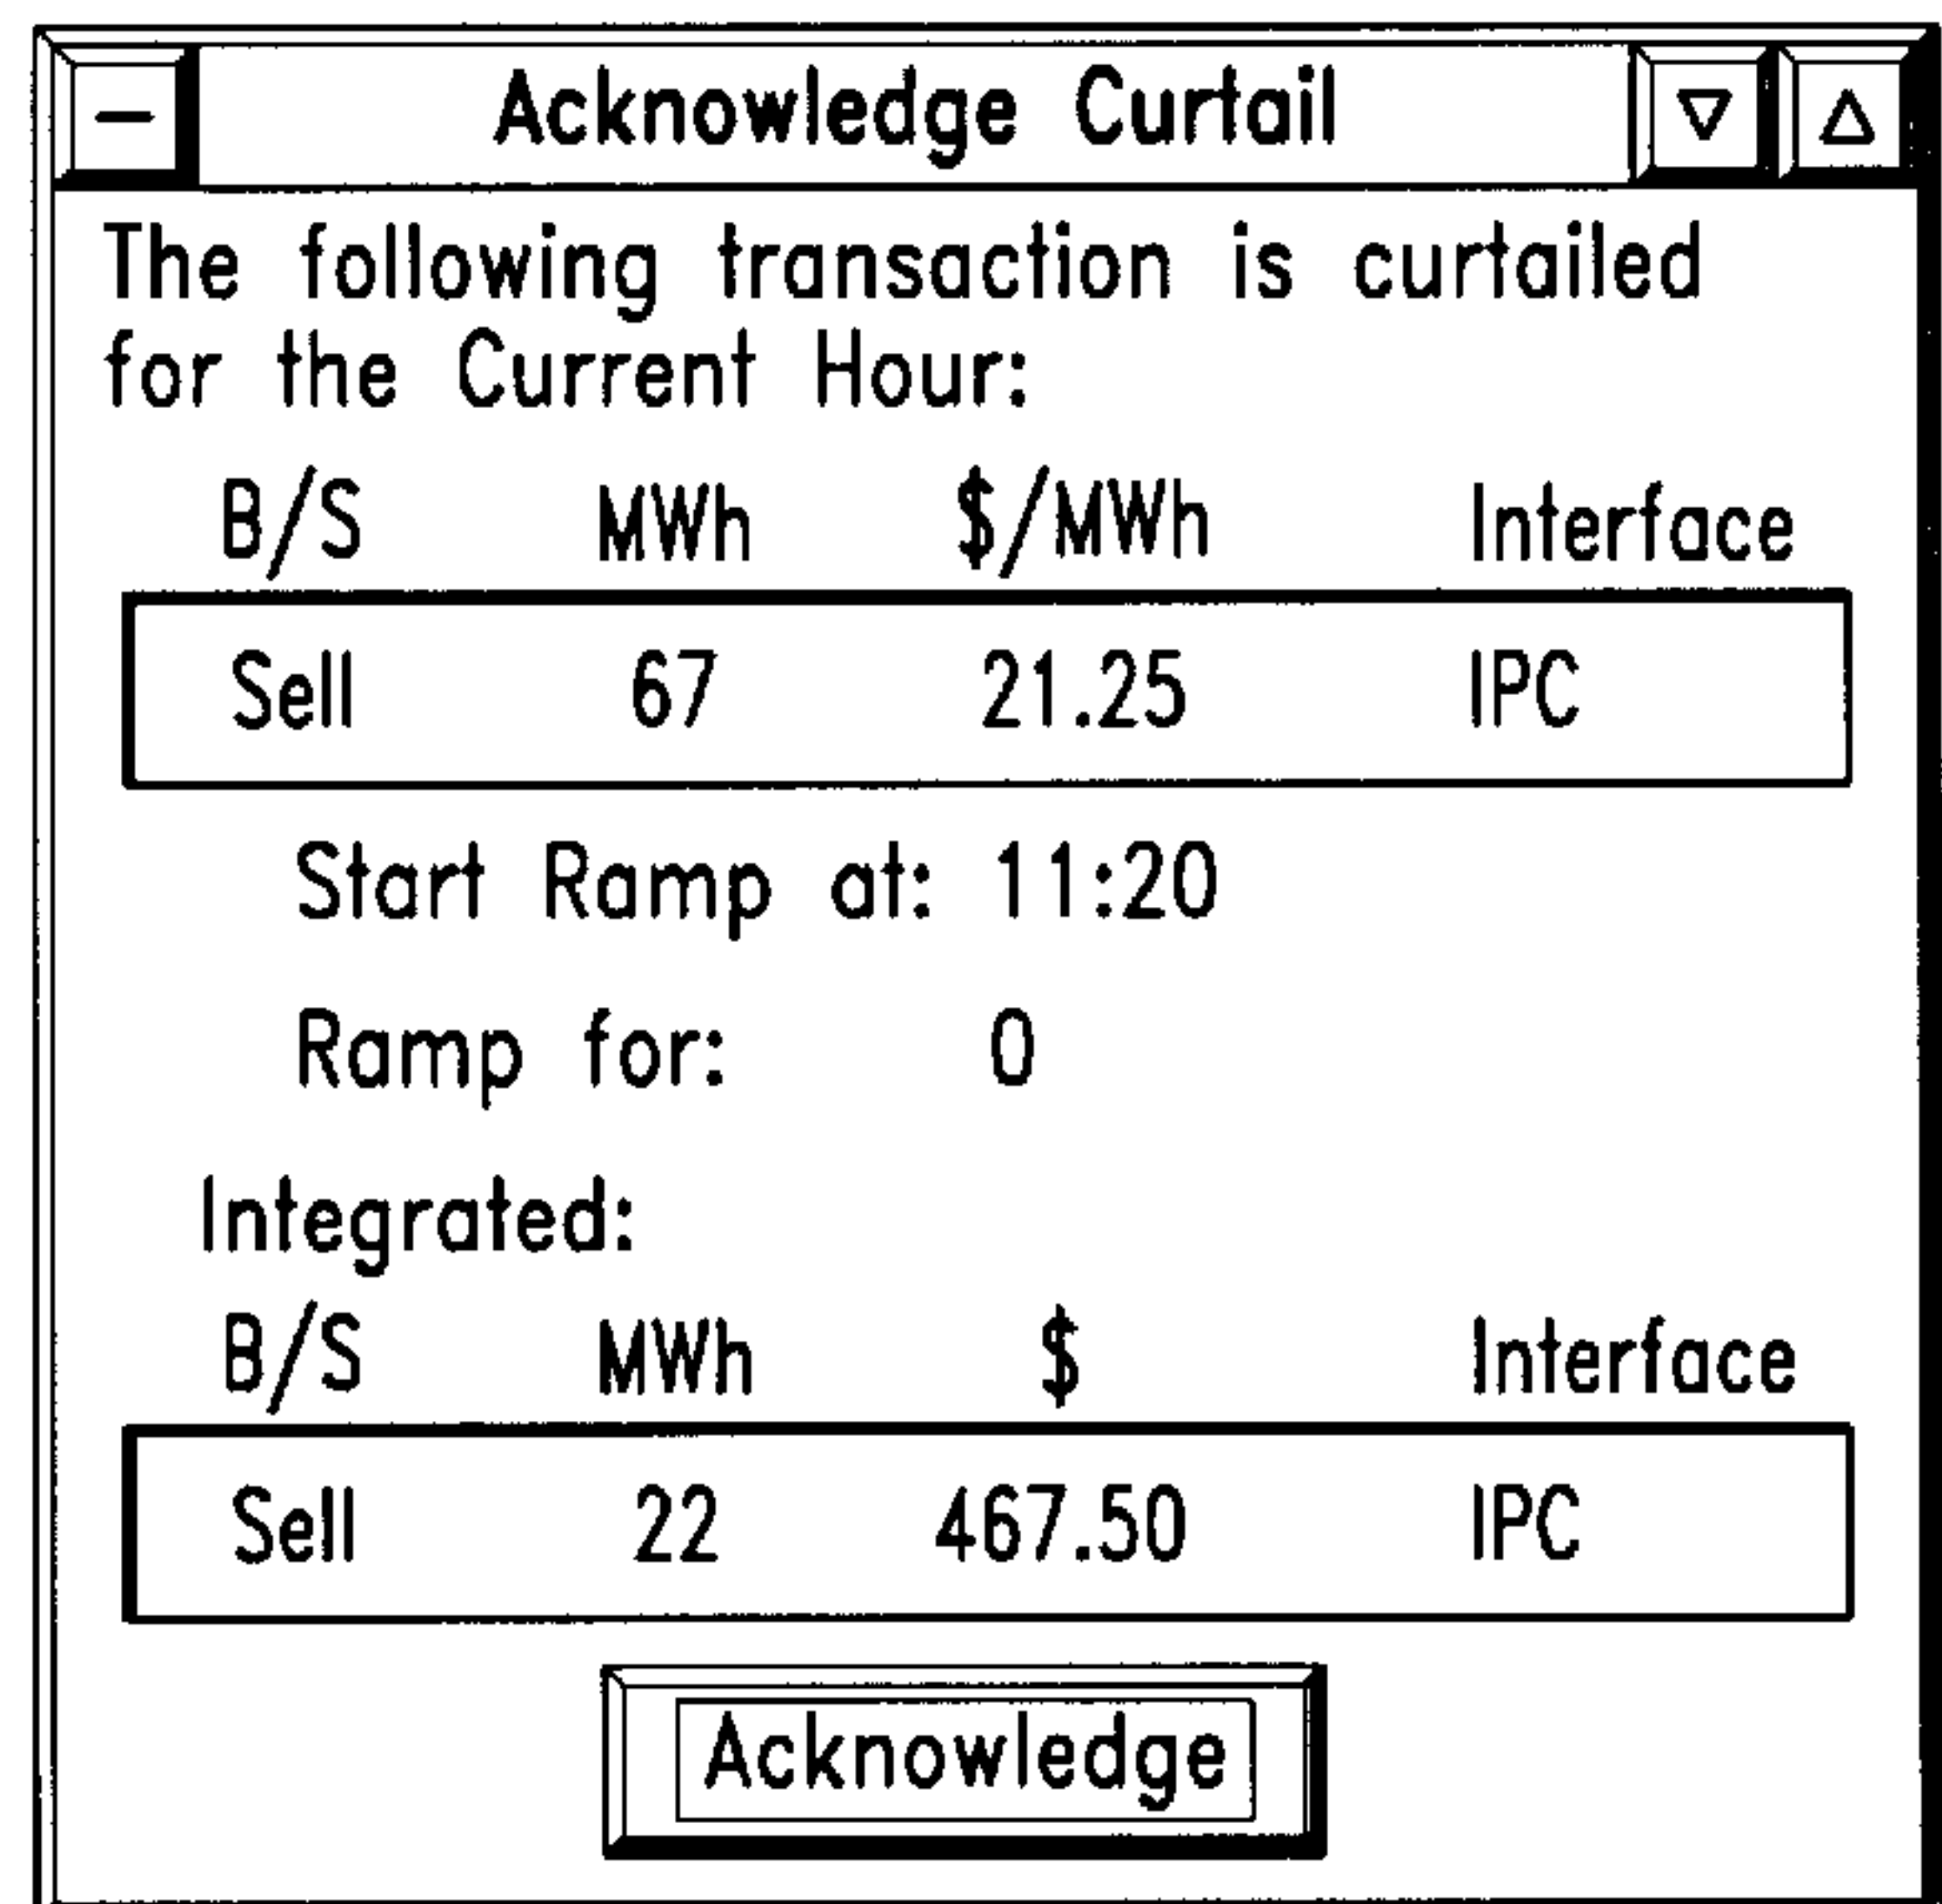 Acknowledge Curtail
The following transaction is curtailed
for the Current Hour:
B/S MWh $/MWh Interface
Sell 67 21.25 IPC
Start Ramp at: 11:20
Ramp for: 0
Integrated:
B/S MWh $ Interface
Sell 22 467.50 IPC
Acknowledge